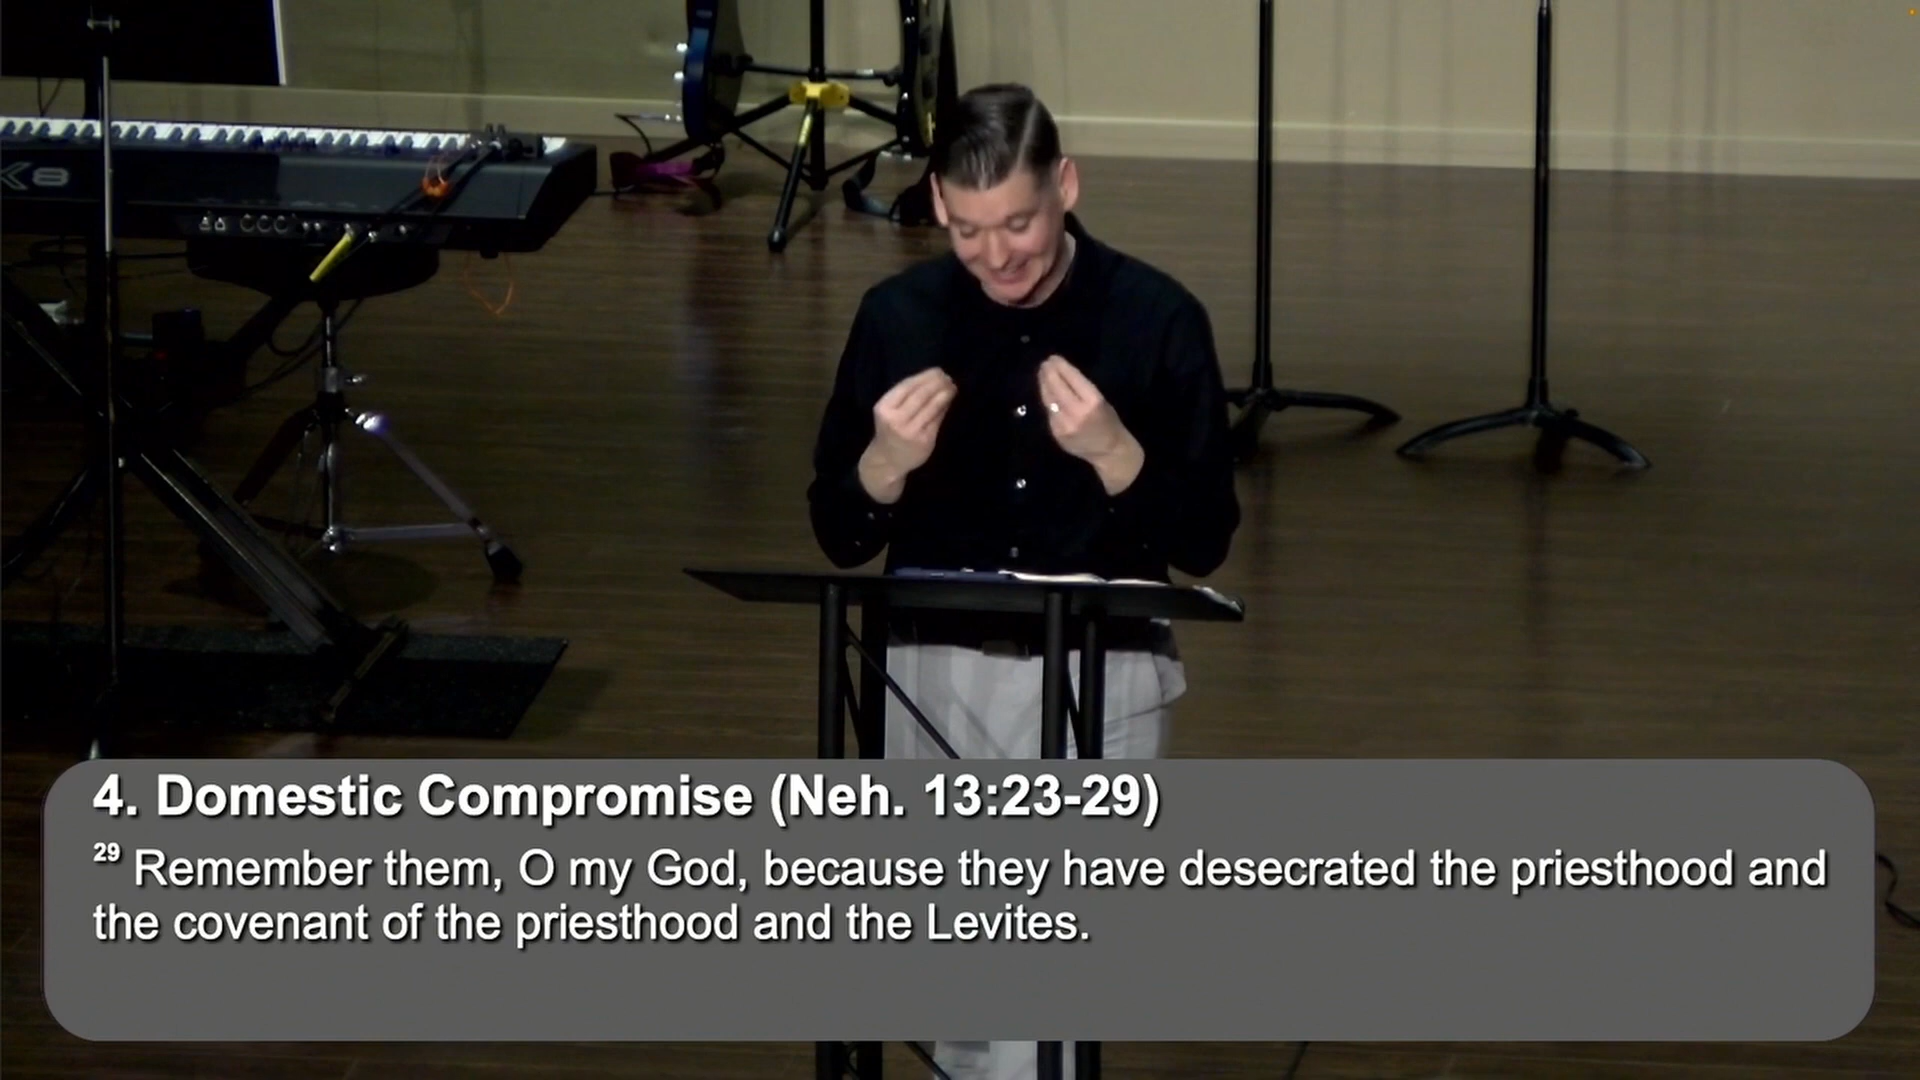 X8
4. Domestic Compromise (Neh. 13:23-29)
29 Remember them, O my God, because they have desecrated the priesthood and
the covenant of the priesthood and the Levites.